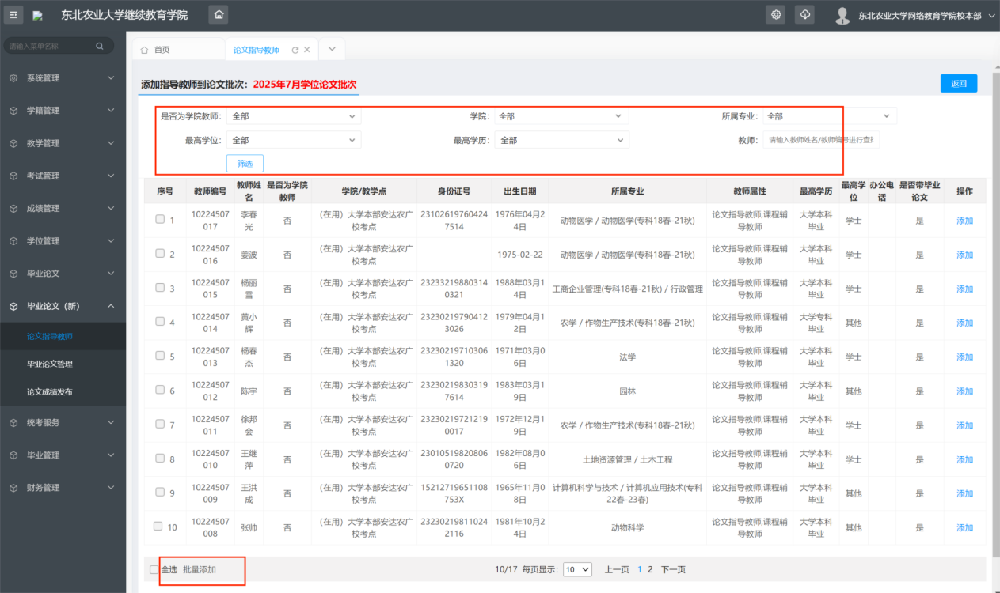 东北农业大学继续教育学院
东北农业大学网络教育学院校本部
请输入菜单名称
首页
论文指导教师
系统管理
学籍管理
教学管理
考试管理
成绩管理
学位管理
毕业论文
毕业论文（新）
论文指导教师
毕业论文管理
论文成绩发布
统考服务
毕业管理
财务管理
添加指导教师到论文批次：2025年7月学位论文批次
返回
是否为学院教师： 全部 学院： 全部 所属专业： 全部
最高学位： 全部 最高学历： 全部 教师： 请输入教师姓名/教师编号进行查
筛选
序号 教师编号 教师姓名 是否为学院教师 学院/教学点 身份证号 出生日期 所属专业 教师属性 最高学历 最高学位 办公电话 是否带毕业论文 操作
1 10224507017 李春光 否 (在用）大学本部安达农广校考点 231026197604247514 1976年04月24日 动物医学 / 动物医学(专科18春-21秋) 论文指导教师,课程辅导教师 大学本科毕业 学士 是 添加
2 10224507016 姜波 否 (在用）大学本部安达农广校考点 1975-02-22 动物医学 / 动物医学(专科18春-21秋) 论文指导教师,课程辅导教师 大学本科毕业 学士 是 添加
3 10224507015 杨丽雪 否 (在用）大学本部安达农广校考点 232332198803140321 1988年03月14日 工商企业管理(专科18春-21秋) / 行政管理 论文指导教师,课程辅导教师 大学本科毕业 学士 是 添加
4 10224507014 黄小辉 否 (在用）大学本部安达农广校考点 232302197904123026 1979年04月12日 农学 / 作物生产技术(专科18春-21秋) 论文指导教师,课程辅导教师 大学专科毕业 其他 是 添加
5 10224507013 杨春杰 否 (在用）大学本部安达农广校考点 232302197103061320 1971年03月06日 法学 论文指导教师,课程辅导教师 大学本科毕业 学士 是 添加
6 10224507012 陈宇 否 (在用）大学本部安达农广校考点 232302198303197614 1983年03月19日 园林 论文指导教师,课程辅导教师 大学本科毕业 其他 是 添加
7 10224507011 徐邦会 否 (在用）大学本部安达农广校考点 232302197212190017 1972年12月19日 农学 / 作物生产技术(专科18春-21秋) 论文指导教师,课程辅导教师 大学本科毕业 学士 是 添加
8 10224507010 王继萍 否 (在用）大学本部安达农广校考点 230105198208060720 1982年08月06日 土地资源管理 / 土木工程 论文指导教师,课程辅导教师 大学本科毕业 学士 是 添加
9 10224507009 王洪成 否 (在用）大学本部安达农广校考点 15212719651108753X 1965年11月08日 计算机科学与技术 / 计算机应用技术(专科22春-23春) 论文指导教师,课程辅导教师 大学本科毕业 其他 是 添加
10 10224507008 张帅 否 (在用）大学本部安达农广校考点 232302198110242116 1981年10月24日 动物科学 论文指导教师,课程辅导教师 大学本科毕业 其他 是 添加
全选 批量添加 10/17 每页显示: 10 上一页 1 2 下一页